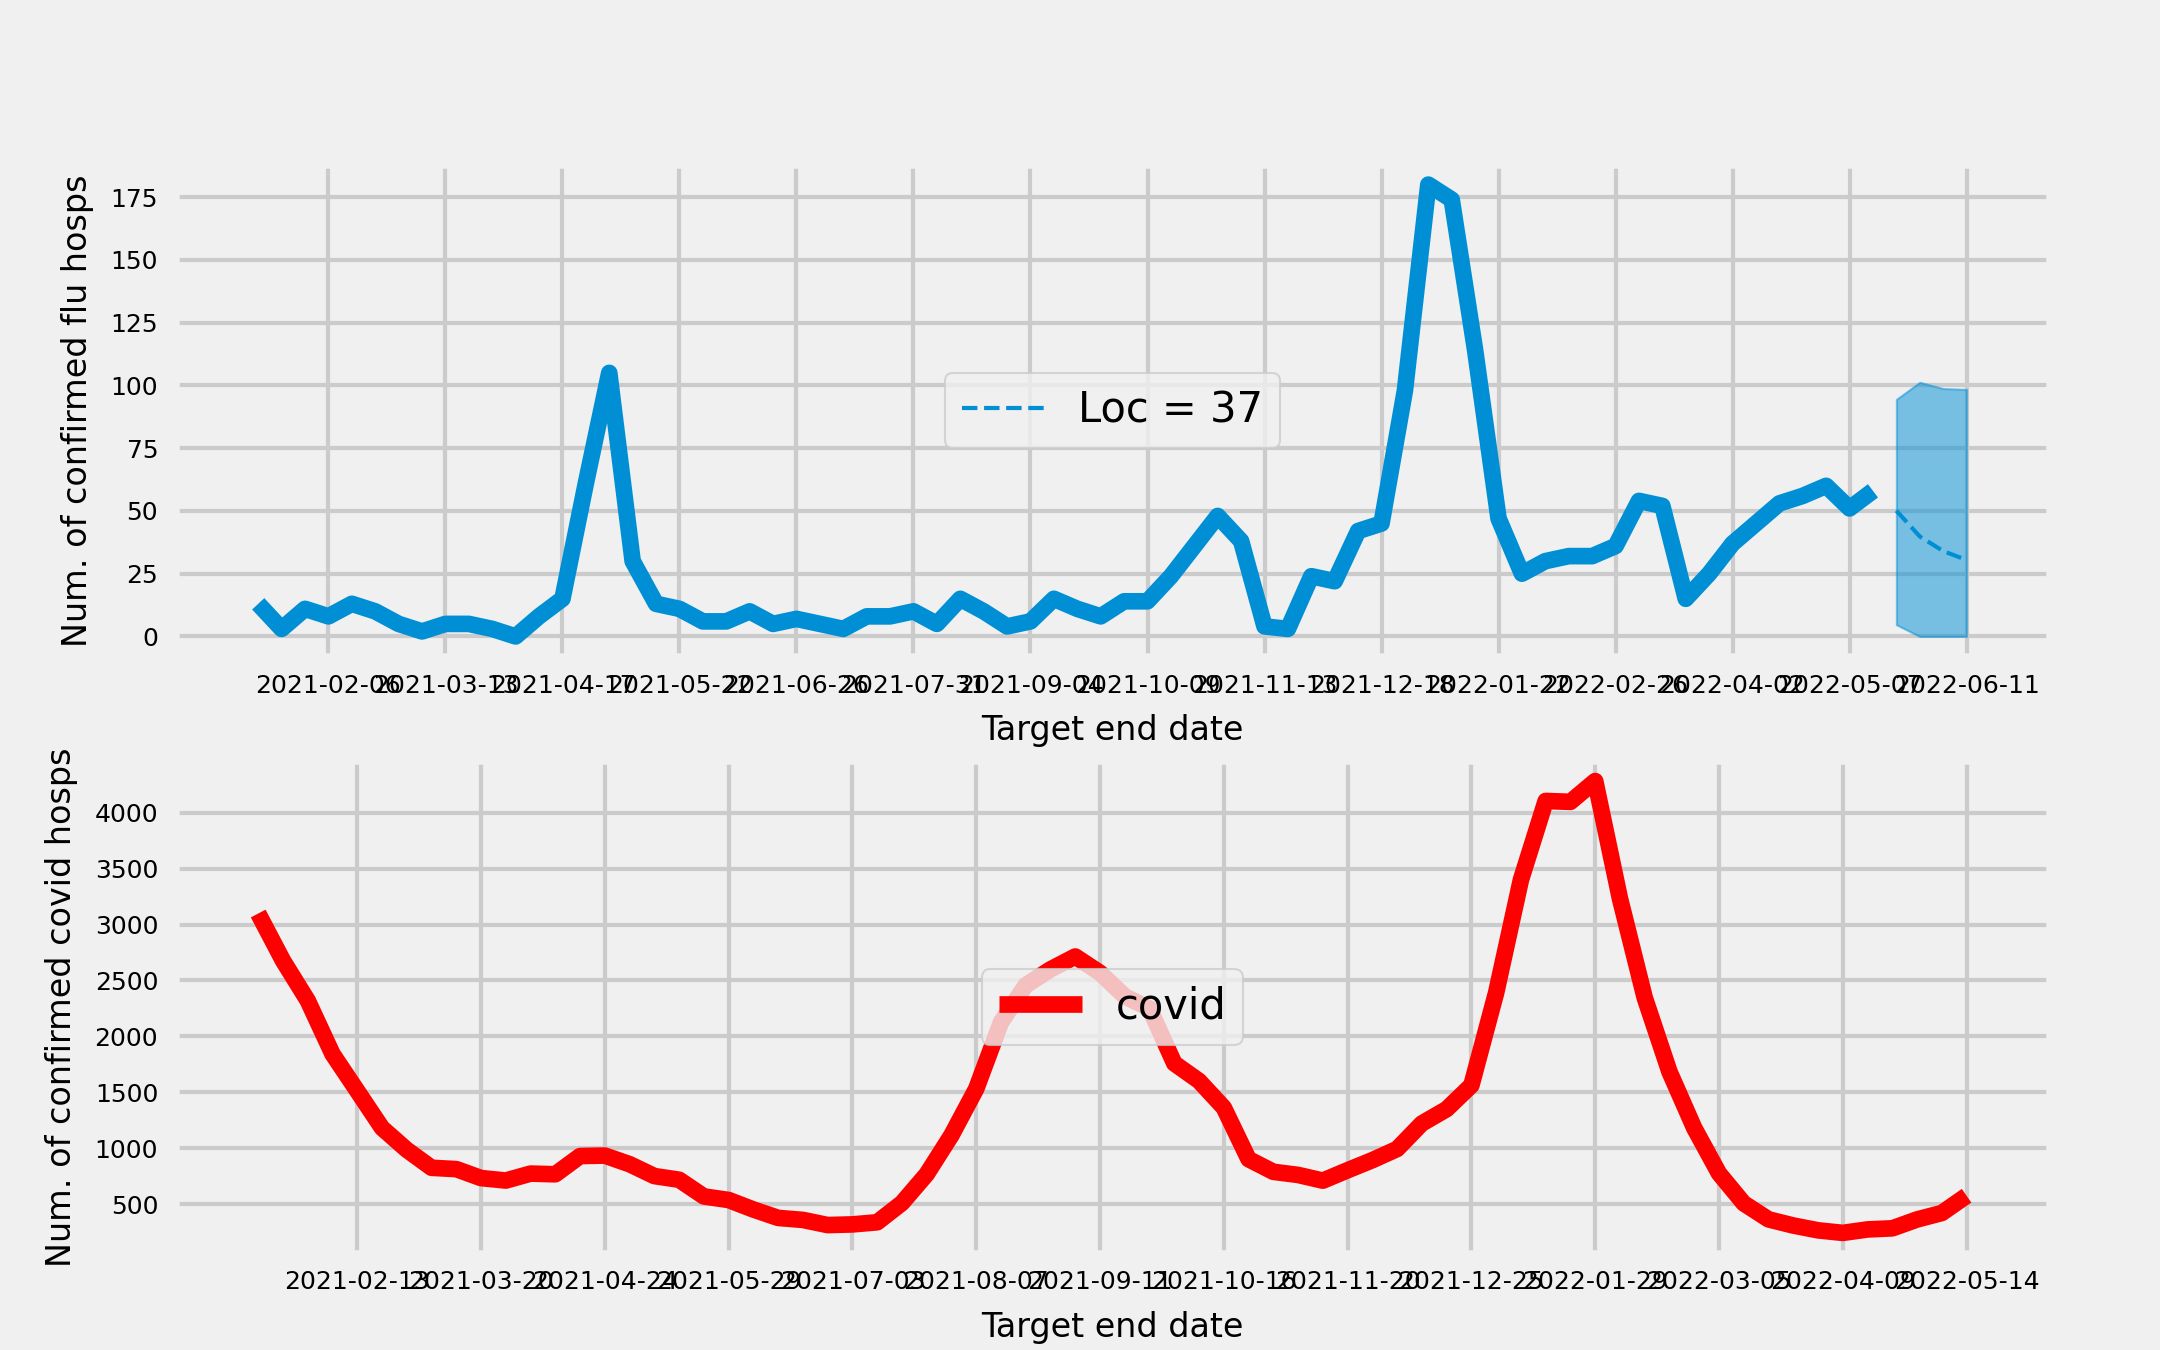 Num. of confirmed flu hosps
175
150
125
100
75
50
25
0
Loc = 37
2021-02-06 2021-03-13 2021-04-17 2021-05-22 2021-06-26 2021-07-31 2021-09-04 2021-10-09 2021-11-13 2021-12-18 2022-01-22 2022-02-26 2022-04-02 2022-05-07 2022-06-11
Target end date
Num. of confirmed covid hosps
4000
3500
3000
2500
2000
1500
1000
500
covid
2021-02-13 2021-03-20 2021-04-24 2021-05-29 2021-07-03 2021-08-07 2021-09-11 2021-10-16 2021-11-20 2021-12-25 2022-01-29 2022-03-05 2022-04-09 2022-05-14
Target end date